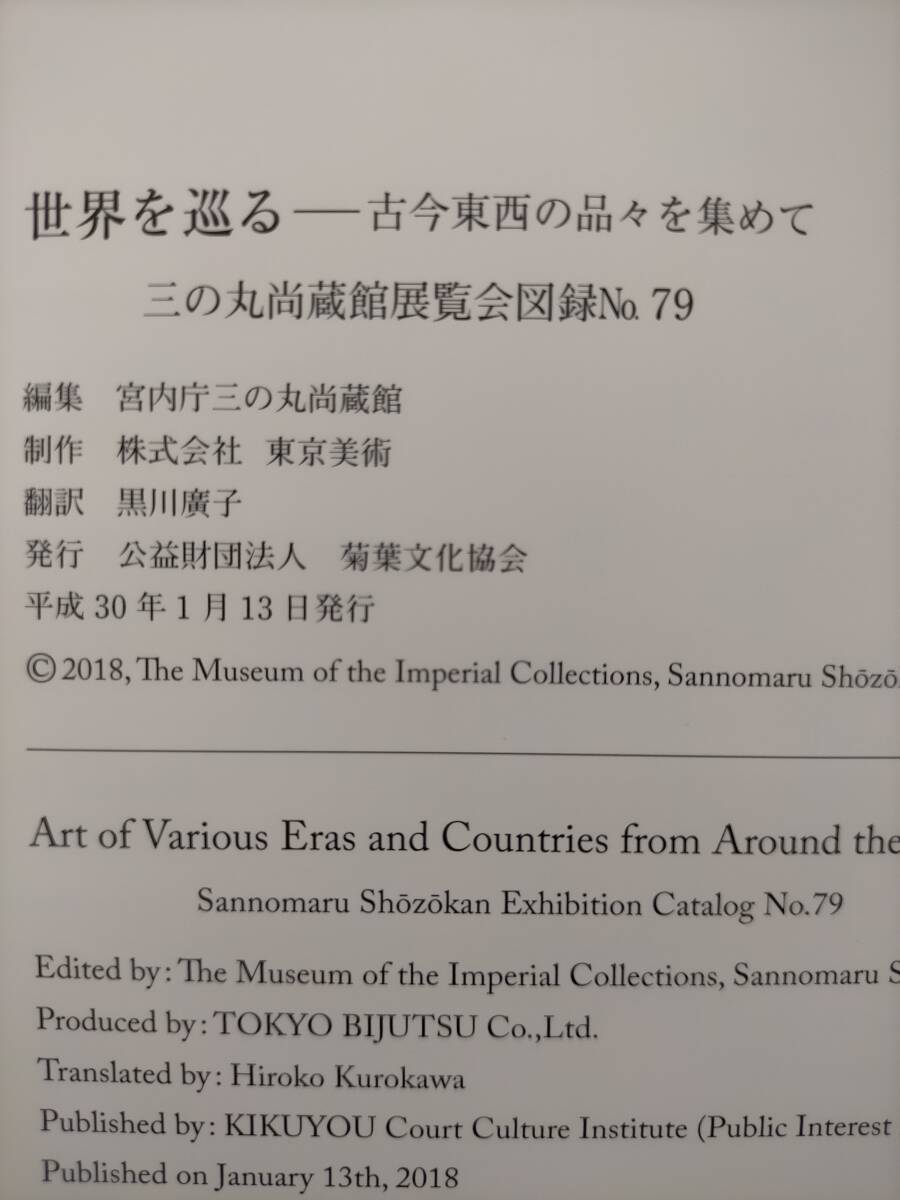 世界を巡る—古今東西の品々を集めて
三の丸尚蔵館展覧会図録No. 79
編集 宮内庁三の丸尚蔵館
制作 株式会社 東京美術
翻訳 黒川廣子
発行 公益財団法人 菊葉文化協会
平成 30 年 1 月 13 日発行
©2018, The Museum of the Imperial Collections, Sannomaru Shōzō
Art of Various Eras and Countries from Around the
Sannomaru Shōzōkan Exhibition Catalog No.79
Edited by: The Museum of the Imperial Collections, Sannomaru S
Produced by: TOKYO BIJUTSU Co.,Ltd.
Translated by: Hiroko Kurokawa
Published by: KIKUYOU Court Culture Institute (Public Interest
Published on January 13th, 2018